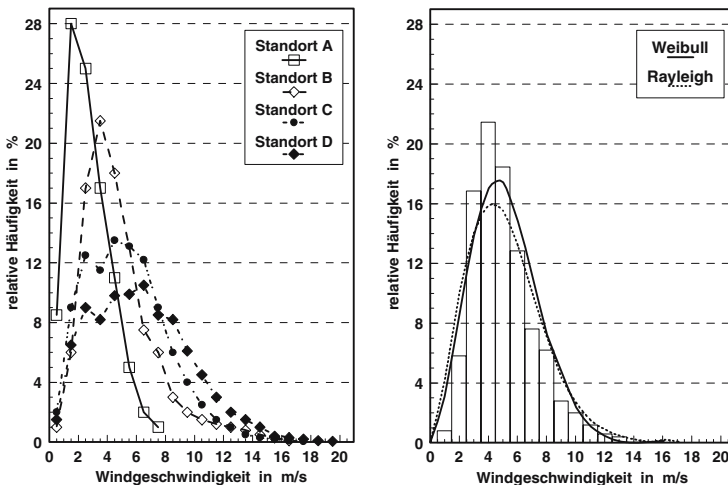 28
24
20
16
12
8
4
0
relative Häufigkeit in %
0 2 4 6 8 10 12 14 16 18 20
Windgeschwindigkeit in m/s
Standort A
Standort B
Standort C
Standort D
28
24
20
16
12
8
4
0
relative Häufigkeit in %
0 2 4 6 8 10 12 14 16 18 20
Windgeschwindigkeit in m/s
Weibull
Rayleigh